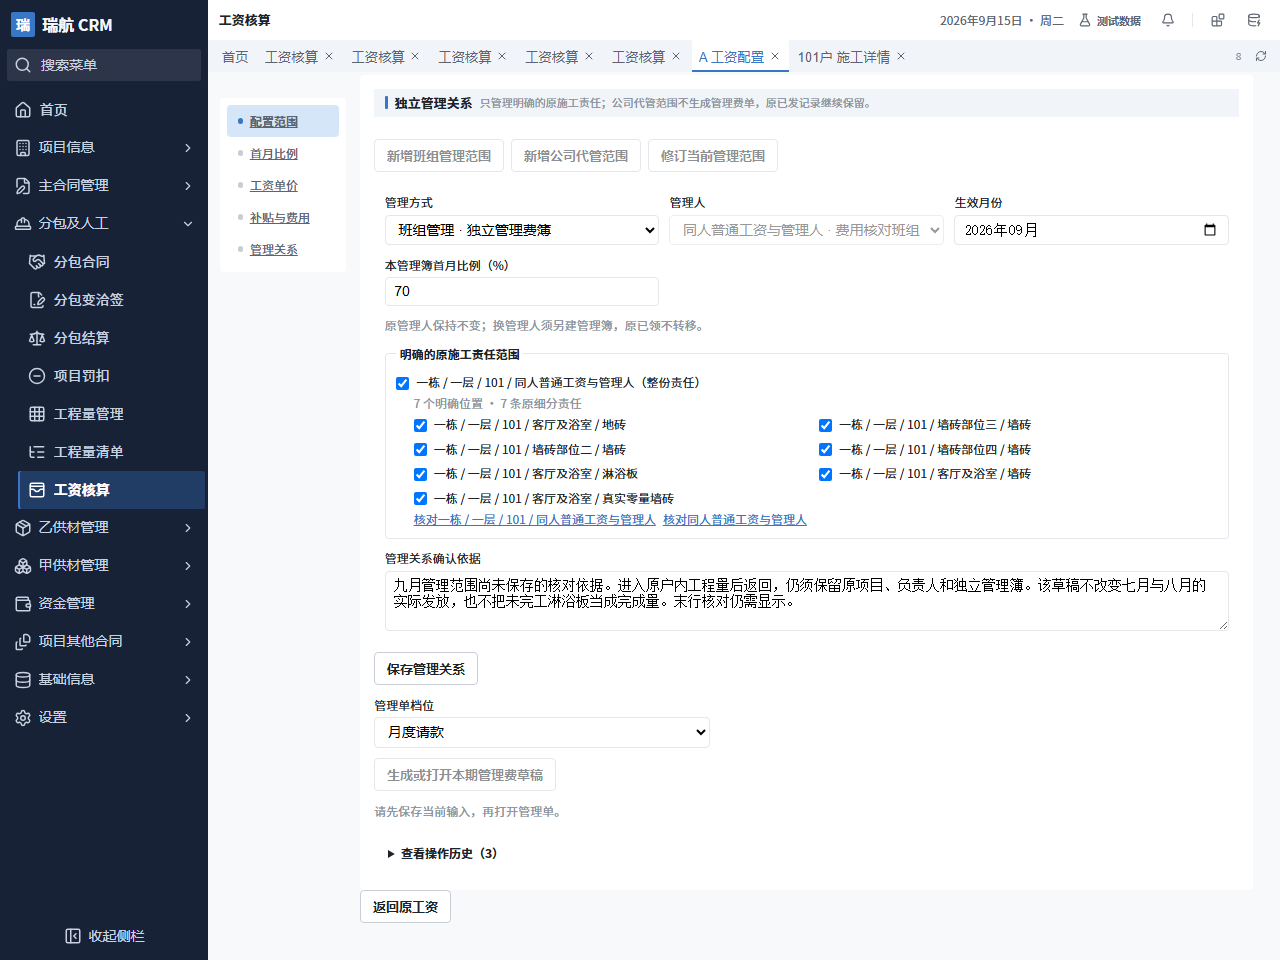 瑞 瑞航 CRM
搜索菜单
首页
项目信息
主合同管理
分包及人工
分包合同
分包变洽签
分包结算
项目罚扣
工程量管理
工程量清单
工资核算
乙供材管理
甲供材管理
资金管理
项目其他合同
基础信息
设置
收起侧栏
工资核算
2026年9月15日 · 周二 测试数据
首页 工资核算 × 工资核算 × 工资核算 × 工资核算 × 工资核算 × A 工资配置 × 101户 施工详情 × 8
配置范围
首月比例
工资单价
补贴与费用
管理关系
独立管理关系 只管理明确的原施工责任；公司代管范围不生成管理费单，原已发记录继续保留。
新增班组管理范围 新增公司代管范围 修订当前管理范围
管理方式 管理人 生效月份
班组管理 · 独立管理费簿 同人普通工资与管理人 · 费用核对班组 2026年09月
本管理簿首月比例（%）
70
原管理人保持不变；换管理人须另建管理簿，原已领不转移。
明确的原施工责任范围
一栋 / 一层 / 101 / 同人普通工资与管理人（整份责任）
7 个明确位置 · 7 条原细分责任
一栋 / 一层 / 101 / 客厅及浴室 / 地砖 一栋 / 一层 / 101 / 墙砖部位三 / 墙砖
一栋 / 一层 / 101 / 墙砖部位二 / 墙砖 一栋 / 一层 / 101 / 墙砖部位四 / 墙砖
一栋 / 一层 / 101 / 客厅及浴室 / 淋浴板 一栋 / 一层 / 101 / 客厅及浴室 / 墙砖
一栋 / 一层 / 101 / 客厅及浴室 / 真实零量墙砖
核对一栋 / 一层 / 101 / 同人普通工资与管理人 核对同人普通工资与管理人
管理关系确认依据
九月管理范围尚未保存的核对依据。进入原户内工程量后返回，仍须保留原项目、负责人和独立管理簿。该草稿不改变七月与八月的
实际发放，也不把未完工淋浴板当成完成量。末行核对仍需显示。
保存管理关系
管理单档位
月度请款
生成或打开本期管理费草稿
请先保存当前输入，再打开管理单。
查看操作历史（3）
返回原工资